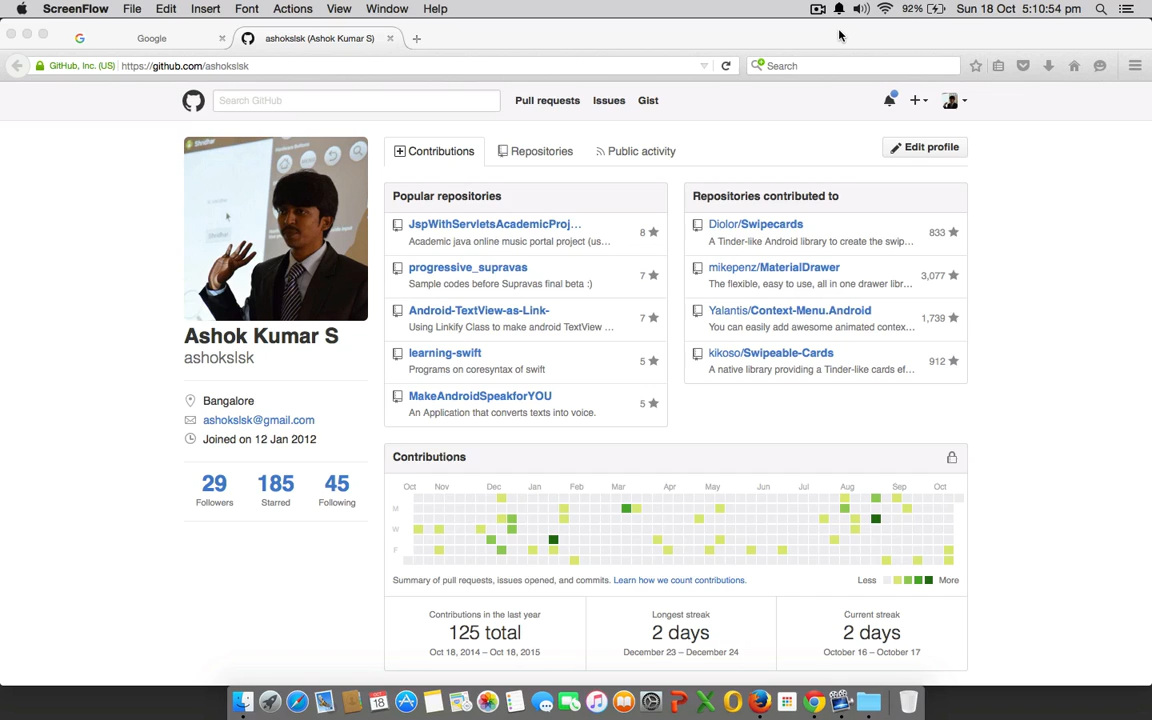 ScreenFlow File Edit Insert Font Actions View Window Help 92% Sun 18 Oct 5:10:54 pm
Google ashokslsk (Ashok Kumar S)
GitHub, Inc. (US) https://github.com/ashokslsk Search
Search GitHub Pull requests Issues Gist
Contributions Repositories Public activity Edit profile
Ashok Kumar S
ashokslsk
Bangalore
ashokslsk@gmail.com
Joined on 12 Jan 2012
29 185 45
Followers Starred Following
Popular repositories
JspWithServletsAcademicProj... 8
Academic java online music portal project (us...
progressive_supravas 7
Sample codes before Supravas final beta :)
Android-TextView-as-Link- 7
Using Linkify Class to make android TextView ...
learning-swift 5
Programs on coresyntax of swift
MakeAndroidSpeakforYOU 5
An Application that converts texts into voice.
Repositories contributed to
Diolor/Swipecards 833
A Tinder-like Android library to create the swip...
mikepenz/MaterialDrawer 3,077
The flexible, easy to use, all in one drawer libr...
Yalantis/Context-Menu.Android 1,739
You can easily add awesome animated contex...
kikoso/Swipeable-Cards 912
A native library providing a Tinder-like cards ef...
Contributions
Oct Nov Dec Jan Feb Mar Apr May Jun Jul Aug Sep Oct
M
W
F
Summary of pull requests, issues opened, and commits. Learn how we count contributions. Less More
Contributions in the last year
125 total
Oct 18, 2014 – Oct 18, 2015
Longest streak
2 days
December 23 – December 24
Current streak
2 days
October 16 – October 17
18